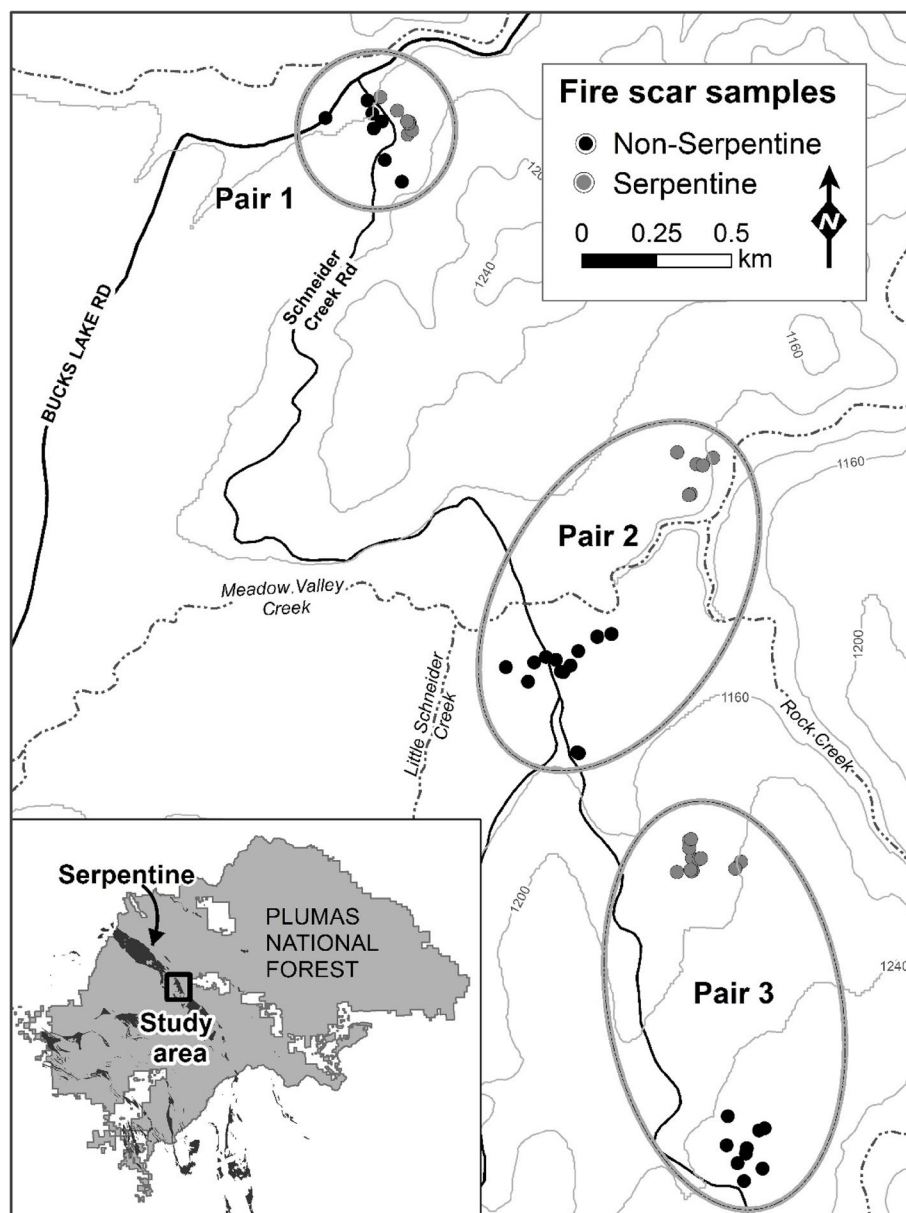 Fire scar samples
Non-Serpentine
Serpentine
0 0.25 0.5
km
N
Pair 1
1240
Schneider
Creek Rd
BUCKS LAKE RD
1160
1160
Pair 2
Meadow Valley
Creek
Little Schneider
Creek
1200
1160
Rock Creek
1200
1240
Pair 3
Serpentine
PLUMAS
NATIONAL
FOREST
Study
area